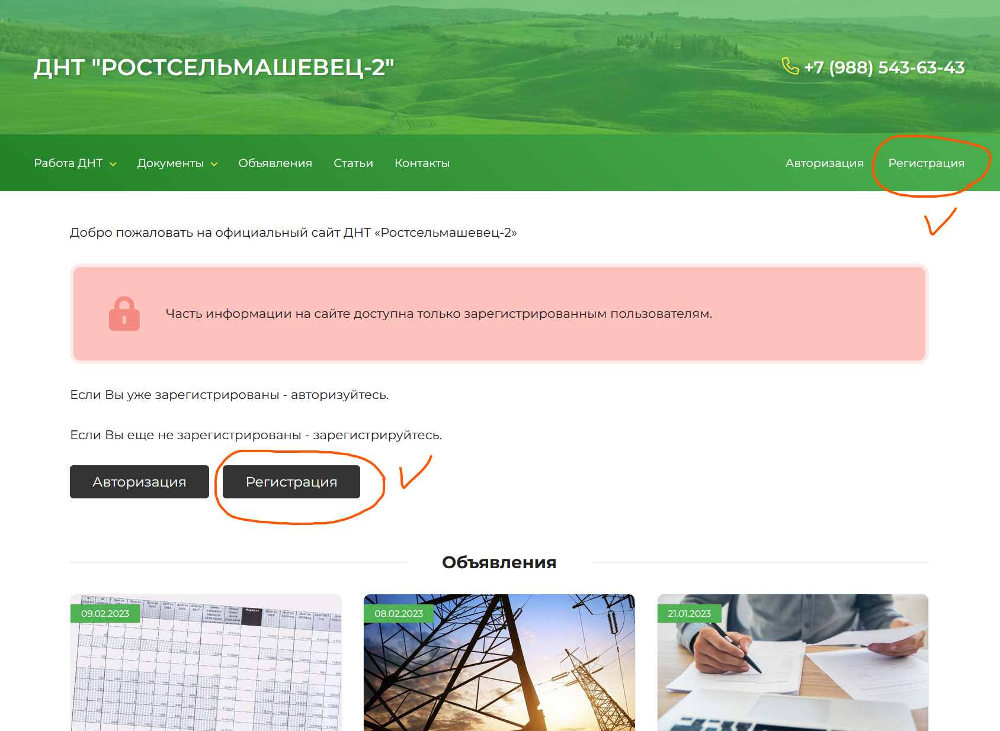 ДНТ "РОСТСЕЛЬМАШЕВЕЦ-2"
+7 (988) 543-63-43
Работа ДНТ
Документы
Объявления
Статьи
Контакты
Авторизация
Регистрация
Добро пожаловать на официальный сайт ДНТ «Ростсельмашевец-2»
Часть информации на сайте доступна только зарегистрированным пользователям.
Если Вы уже зарегистрированы - авторизуйтесь.
Если Вы еще не зарегистрированы - зарегистрируйтесь.
Авторизация
Регистрация
Объявления
09.02.2023
08.02.2023
21.01.2023